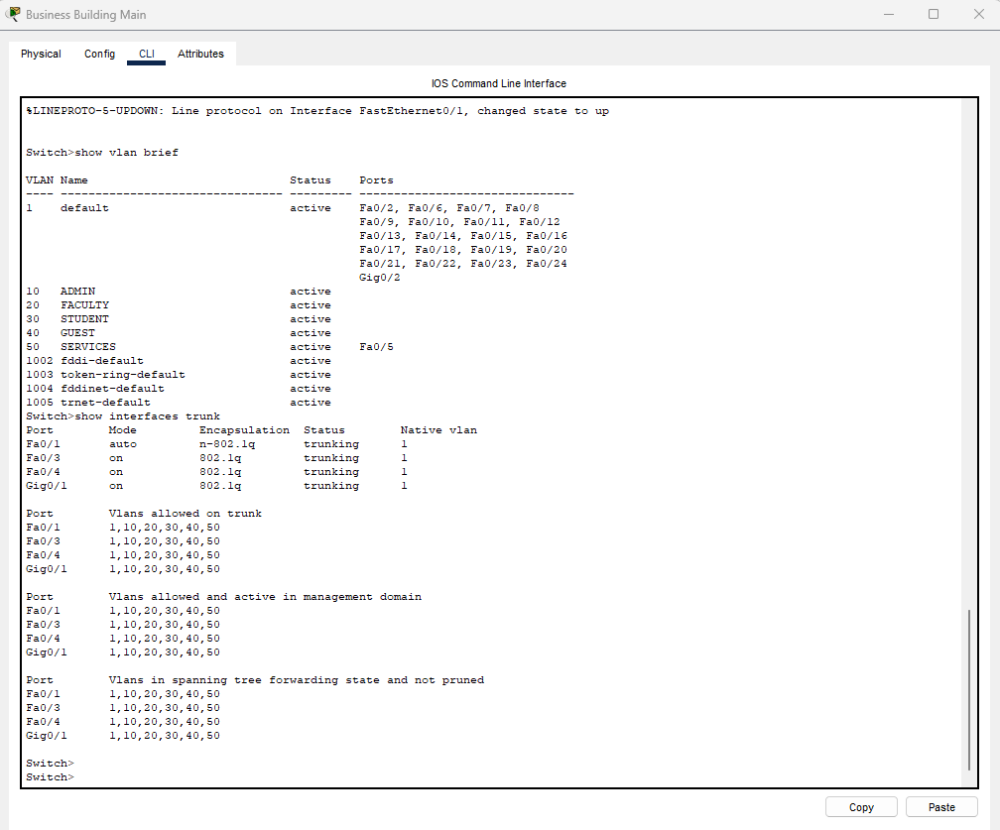 Business Building Main
Physical Config CLI Attributes
IOS Command Line Interface
%LINEPROTO-5-UPDOWN: Line protocol on Interface FastEthernet0/1, changed state to up
Switch>show vlan brief
VLAN Name                             Status    Ports
---- -------------------------------- --------- -------------------------------
1    default                          active    Fa0/2, Fa0/6, Fa0/7, Fa0/8
                                                Fa0/9, Fa0/10, Fa0/11, Fa0/12
                                                Fa0/13, Fa0/14, Fa0/15, Fa0/16
                                                Fa0/17, Fa0/18, Fa0/19, Fa0/20
                                                Fa0/21, Fa0/22, Fa0/23, Fa0/24
                                                Gig0/2
10   ADMIN                            active
20   FACULTY                          active
30   STUDENT                          active
40   GUEST                            active
50   SERVICES                         active    Fa0/5
1002 fddi-default                     active
1003 token-ring-default               active
1004 fddinet-default                  active
1005 trnet-default                    active
Switch>show interfaces trunk
Port        Mode         Encapsulation  Status        Native vlan
Fa0/1       auto         n-802.1q       trunking      1
Fa0/3       on           802.1q         trunking      1
Fa0/4       on           802.1q         trunking      1
Gig0/1      on           802.1q         trunking      1
Port        Vlans allowed on trunk
Fa0/1       1,10,20,30,40,50
Fa0/3       1,10,20,30,40,50
Fa0/4       1,10,20,30,40,50
Gig0/1      1,10,20,30,40,50
Port        Vlans allowed and active in management domain
Fa0/1       1,10,20,30,40,50
Fa0/3       1,10,20,30,40,50
Fa0/4       1,10,20,30,40,50
Gig0/1      1,10,20,30,40,50
Port        Vlans in spanning tree forwarding state and not pruned
Fa0/1       1,10,20,30,40,50
Fa0/3       1,10,20,30,40,50
Fa0/4       1,10,20,30,40,50
Gig0/1      1,10,20,30,40,50
Switch>
Switch>
Copy Paste